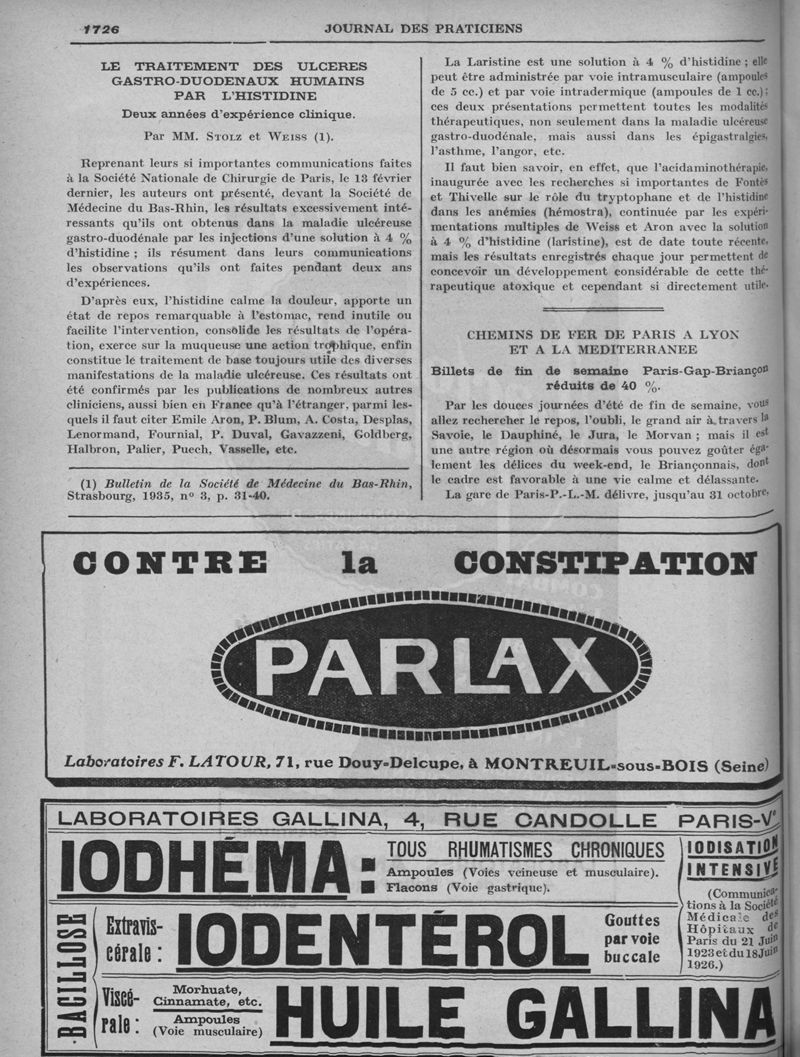 1726
JOURNAL DES PRATICIENS
LE TRAITEMENT DES ULCERES
GASTRO-DUODENAUX HUMAINS
PAR L'HISTIDINE
Deux années d'expérience clinique.
Par MM. STOLZ et WEISS (1).
Reprenant leurs si importantes communications faites
à la Société Nationale de Chirurgie de Paris, le 13 février
dernier, les auteurs ont présenté, devant la Société de
Médecine du Bas-Rhin, les résultats excessivement inté-
ressants qu'ils ont obtenus dans la maladie ulcéreuse
gastro-duodénale par les injections d'une solution à 4 %
d'histidine ; ils résument dans leurs communications
les observations qu'ils ont faites pendant deux ans
d'expériences.
D'après eux, l'histidine calme la douleur, apporte un
état de repos remarquable à l'estomac, rend inutile ou
facilite l'intervention, consolide les résultats de l'opéra-
tion, exerce sur la muqueuse une action trophique, enfin
constitue le traitement de base toujours utile des diverses
manifestations de la maladie ulcéreuse. Ces résultats ont
été confirmés par les publications de nombreux autres
cliniciens, aussi bien en France qu'à l'étranger, parmi les-
quels il faut citer Emile Aron, P. Blum, A. Costa, Desplas,
Lenormand, Fournial, P. Duval, Gavazzeni, Goldberg,
Halbron, Palier, Puech, Vasselle, etc.
(1) Bulletin de la Société de Médecine du Bas-Rhin,
Strasbourg, 1935, n° 3, p. 31-40.
La Laristine est une solution à 4 % d'histidine ; elle
peut être administrée par voie intramusculaire (ampoules
de 5 cc.) et par voie intradermique (ampoules de 1 cc.) ;
ces deux présentations permettent toutes les modalités
thérapeutiques, non seulement dans la maladie ulcéreuse
gastro-duodénale, mais aussi dans les épigastralgies,
l'asthme, l'angor, etc.
Il faut bien savoir, en effet, que l'acidaminothérapie,
inaugurée avec les recherches si importantes de Fontès
et Thivelle sur le rôle du tryptophane et de l'histidine
dans les anémies (hémostra), continuée par les expéri-
mentations multiples de Weiss et Aron avec la solution
à 4 % d'histidine (laristine), est de date toute récente,
mais les résultats enregistrés chaque jour permettent de
concevoir un développement considérable de cette thé-
rapeutique atoxique et cependant si directement utile.
CHEMINS DE FER DE PARIS A LYON
ET A LA MEDITERRANEE
Billets de fin de semaine Paris-Gap-Briançon
réduits de 40 %.
Par les douces journées d'été de fin de semaine, vous
allez rechercher le repos, l'oubli, le grand air à travers la
Savoie, le Dauphiné, le Jura, le Morvan ; mais il est
une autre région où désormais vous pouvez goûter éga-
lement les délices du week-end, le Briançonnais, dont
le cadre est favorable à une vie calme et délassante.
La gare de Paris-P.-L.-M. délivre, jusqu'au 31 octobre,
CONTRE la CONSTIPATION
PARLAX
Laboratoires F. LATOUR, 71, rue Douy-Delcupe, à MONTREUIL-sous-BOIS (Seine)
LABORATOIRES GALLINA, 4, RUE CANDOLLE PARIS-Ve
IODHÉMA :
TOUS RHUMATISMES CHRONIQUES
Ampoules (Voies veineuse et musculaire).
Flacons (Voie gastrique).
IODISATION
INTENSIVE
(Communica-
tions à la Société
Médicale des
Hôpitaux de
Paris du 21 Juin
1923 et du 18 Juin
1926.)
BACILLOSE
Extravis-
cérale :
IODENTÉROL
Gouttes
par voie
buccale
Viscé-
rale :
Morhuate,
Cinnamate, etc.
Ampoules
(Voie musculaire)
HUILE GALLINA